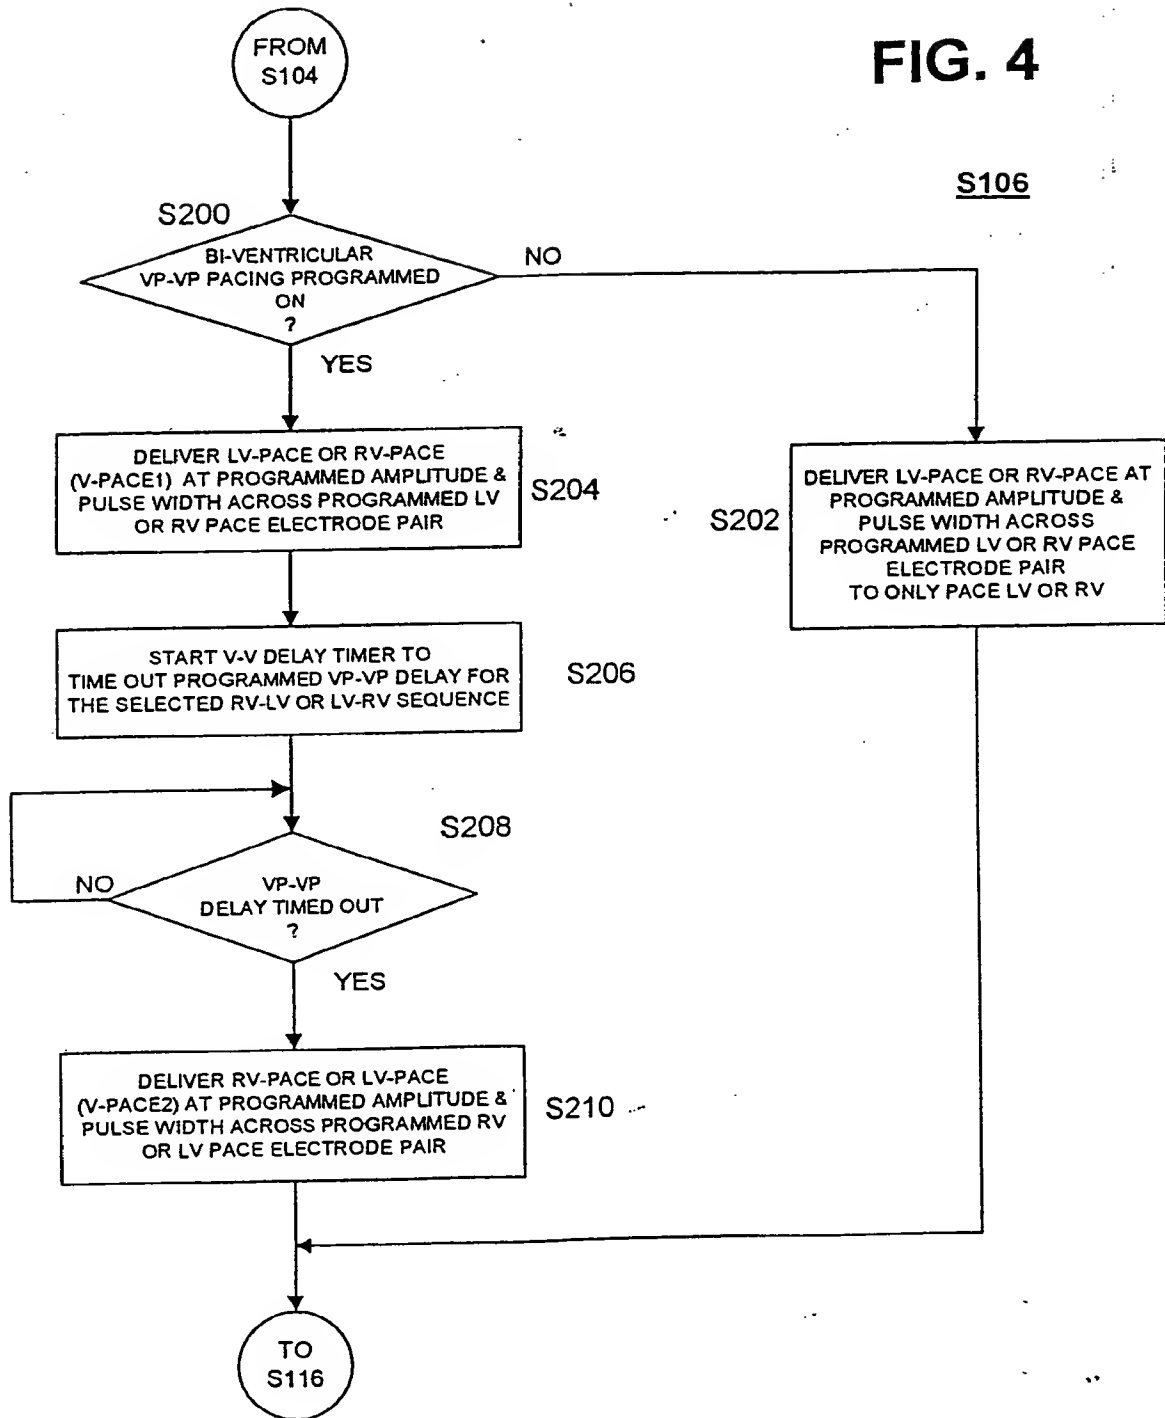 FROM
S104
FIG. 4
S106
S200
BI-VENTRICULAR
VP-VP PACING PROGRAMMED
ON
?
NO
YES
DELIVER LV-PACE OR RV-PACE
(V-PACE1) AT PROGRAMMED AMPLITUDE &
PULSE WIDTH ACROSS PROGRAMMED LV
OR RV PACE ELECTRODE PAIR
S204
S202
DELIVER LV-PACE OR RV-PACE AT
PROGRAMMED AMPLITUDE &
PULSE WIDTH ACROSS
PROGRAMMED LV OR RV PACE
ELECTRODE PAIR
TO ONLY PACE LV OR RV
START V-V DELAY TIMER TO
TIME OUT PROGRAMMED VP-VP DELAY FOR
THE SELECTED RV-LV OR LV-RV SEQUENCE
S206
S208
NO
VP-VP
DELAY TIMED OUT
?
YES
DELIVER RV-PACE OR LV-PACE
(V-PACE2) AT PROGRAMMED AMPLITUDE &
PULSE WIDTH ACROSS PROGRAMMED RV
OR LV PACE ELECTRODE PAIR
S210
TO
S116